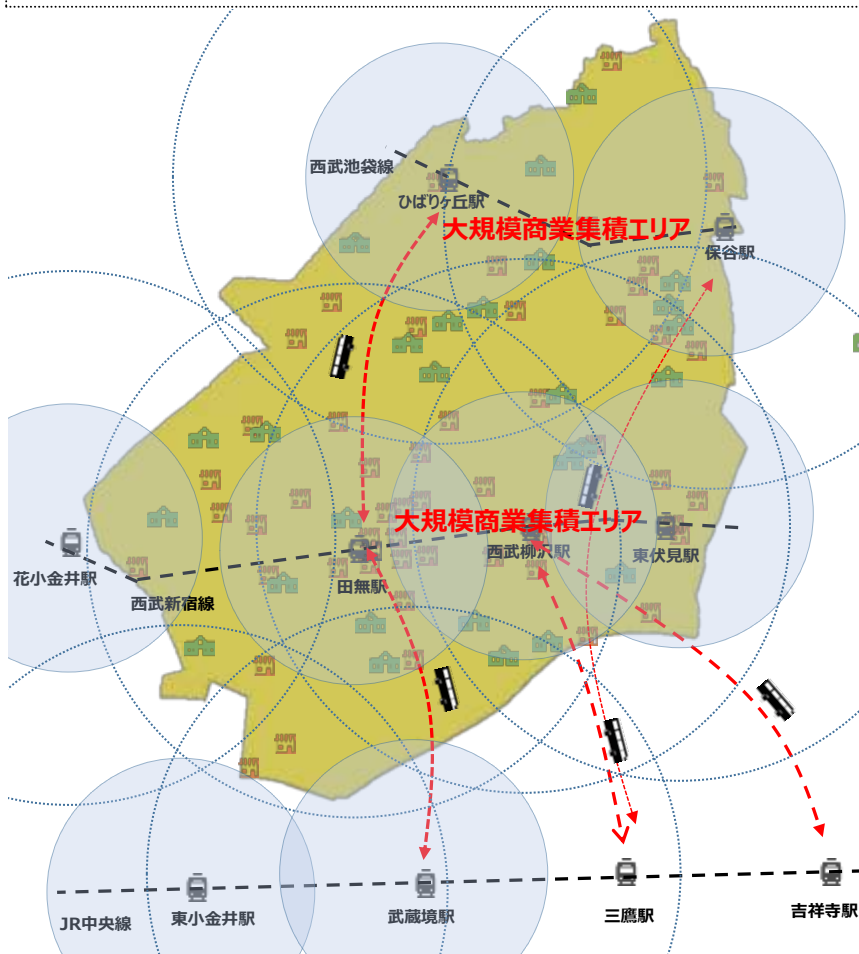 西武池袋線
ひばりヶ丘駅
大規模商業集積エリア
保谷駅
大規模商業集積エリア
西武柳沢駅
東伏見駅
花小金井駅
田無駅
西武新宿線
JR中央線
東小金井駅
武蔵境駅
三鷹駅
吉祥寺駅